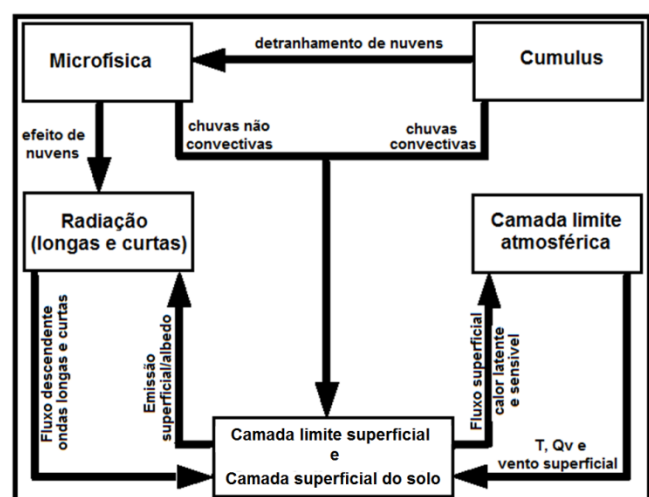 Microfísica
detranhamento de nuvens
Cumulus
efeito de
nuvens
chuvas não
convectivas
chuvas
convectivas
Radiação
(longas e curtas)
Camada limite
atmosférica
Fluxo descendente
ondas longas e curtas
Emissão
superficial/albedo
Fluxo superficial
calor latente
e sensivel
Camada limite superficial
e
Camada superficial do solo
T, Qv e
vento superficial